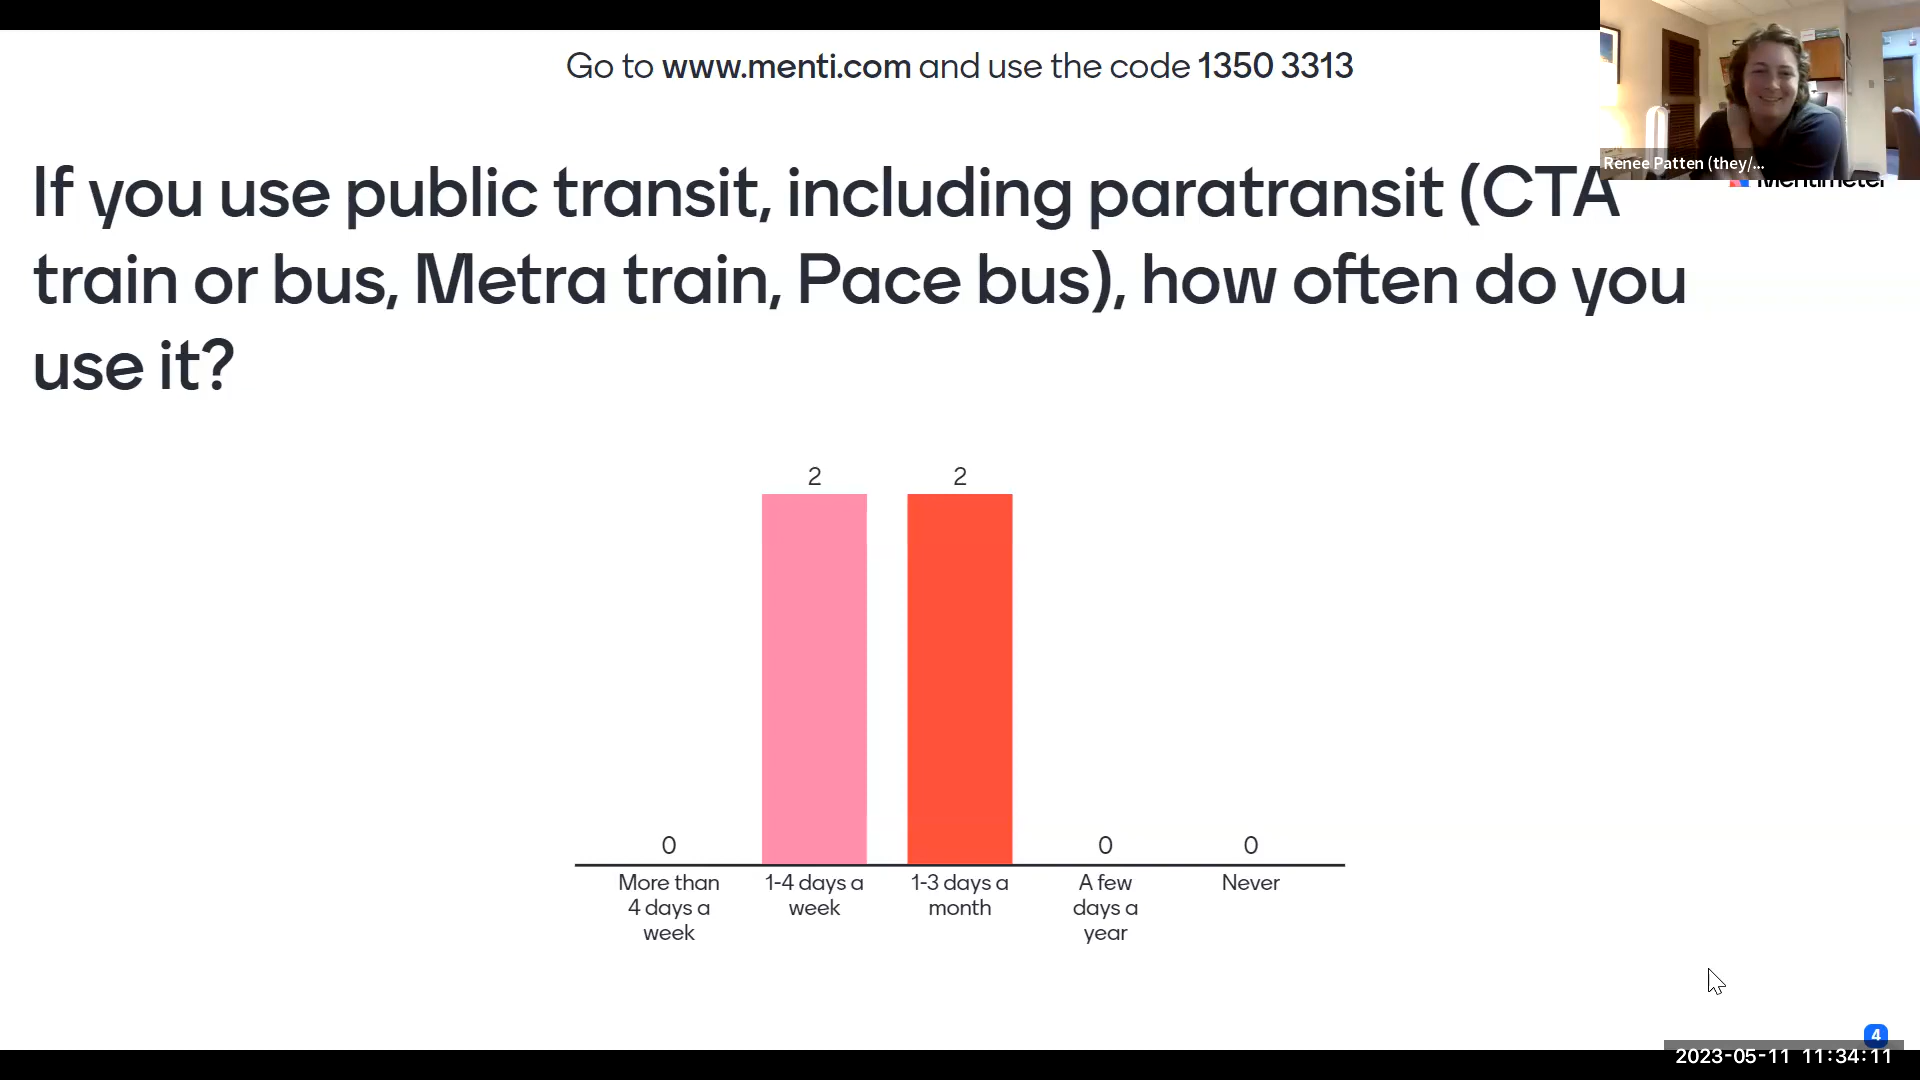 Go to www.menti.com and use the code 1350 3313
Renee Patten (they/...
Mentimeter
If you use public transit, including paratransit (CTA
train or bus, Metra train, Pace bus), how often do you
use it?
2
2
0
0
0
More than
4 days a
week
1-4 days a
week
1-3 days a
month
A few
days a
year
Never
4
2023-05-11 11:34:11